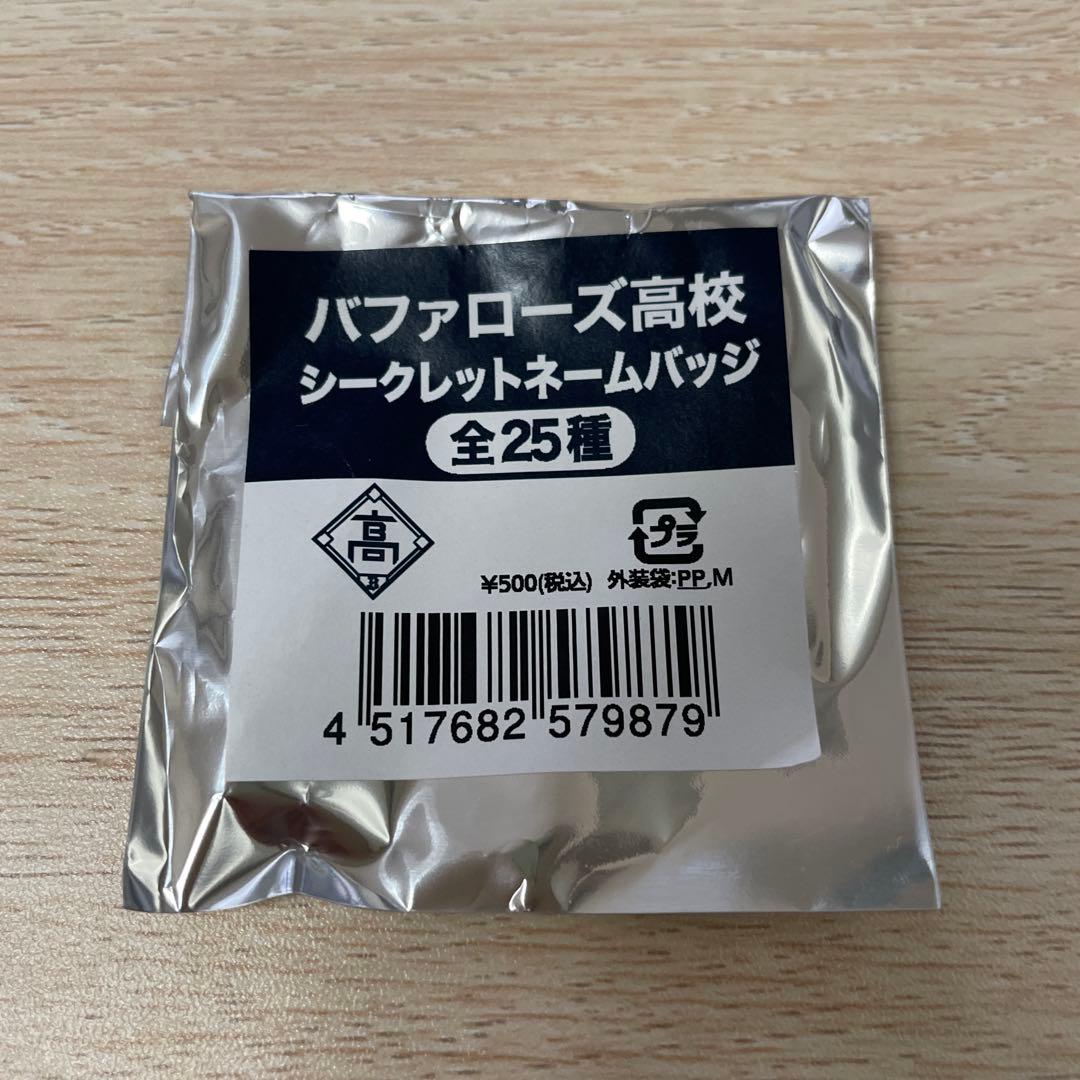 バファローズ高校
シークレットネームバッジ
全25種
高
B
プラ
¥500(税込) 外装袋:PP,M
4 517682 579879